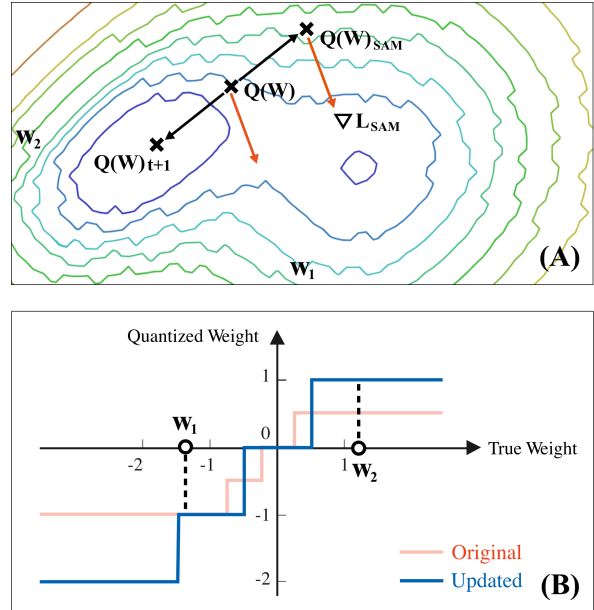 Q(W)SAM
Q(W)
∇LSAM
W2
Q(W)t+1
W1
(A)
Quantized Weight
1
W1
0
-2
-1
1
True Weight
W2
-1
Original
Updated
-2
(B)